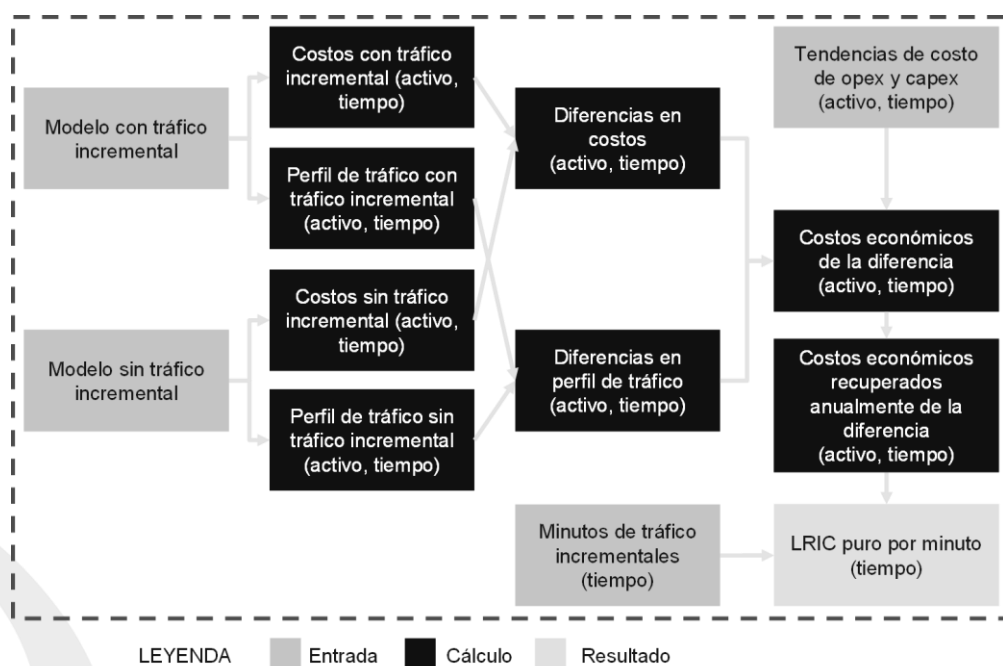 Modelo con tráfico
incremental
Modelo sin tráfico
incremental
Costos con tráfico
incremental (activo,
tiempo)
Perfil de tráfico con
tráfico incremental
(activo, tiempo)
Costos sin tráfico
incremental (activo,
tiempo)
Perfil de tráfico sin
tráfico incremental
(activo, tiempo)
Diferencias en
costos
(activo, tiempo)
Diferencias en
perfil de tráfico
(activo, tiempo)
Minutos de tráfico
incrementales
(tiempo)
Tendencias de costo
de opex y capex
(activo, tiempo)
Costos económicos
de la diferencia
(activo, tiempo)
Costos económicos
recuperados
anualmente de la
diferencia
(activo, tiempo)
LRIC puro por minuto
(tiempo)
LEYENDA
Entrada
Cálculo
Resultado